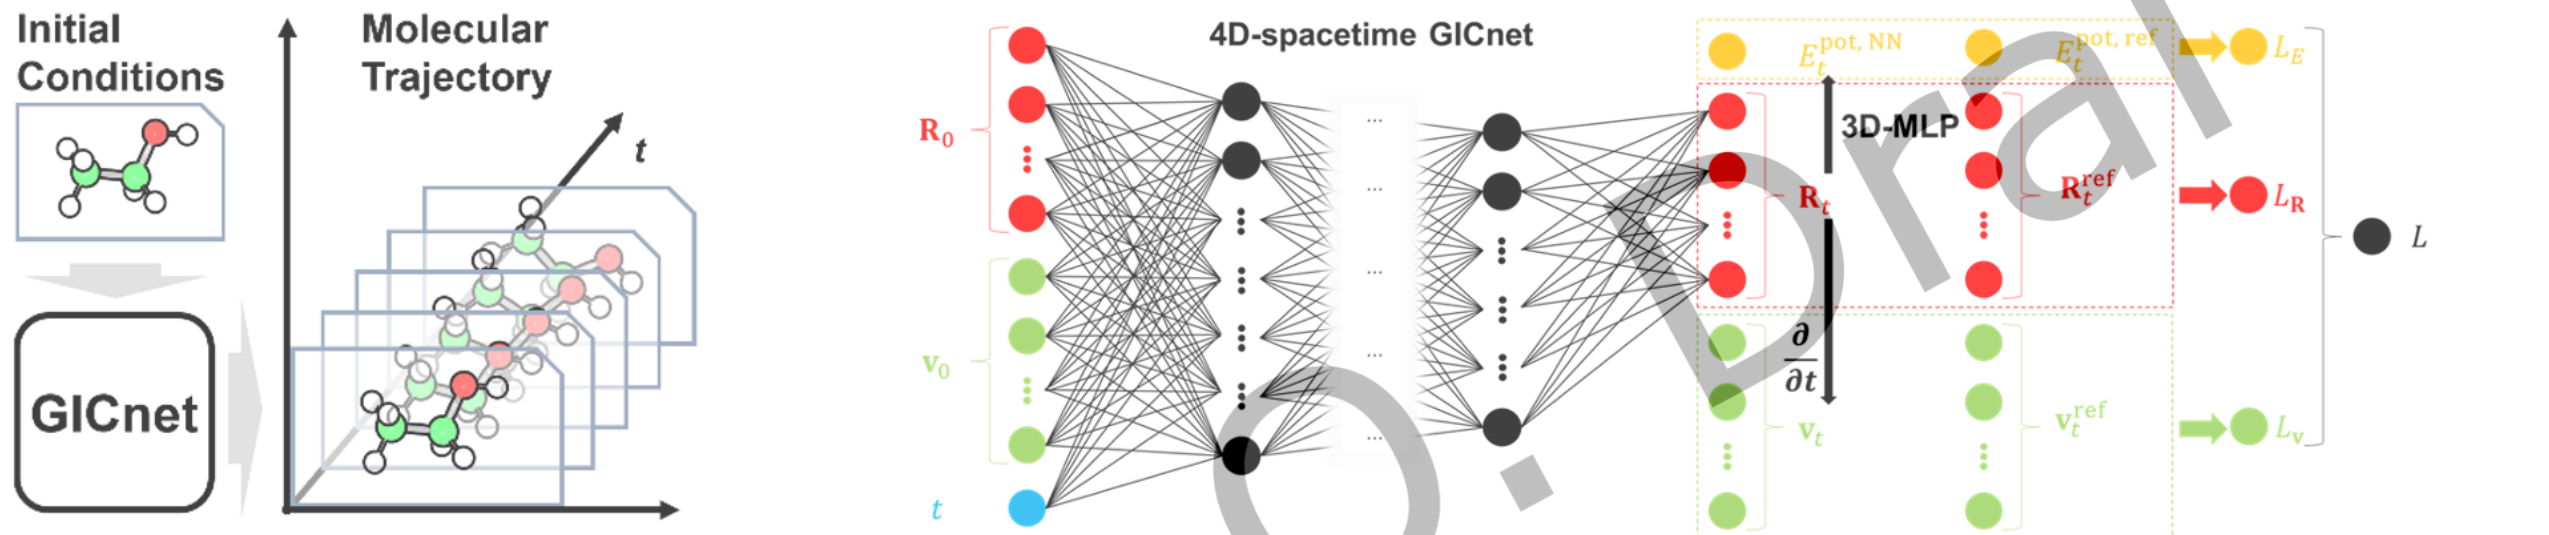 Initial
Conditions
GICnet
Molecular
Trajectory
t
4D-spacetime GICnet
R₀
v₀
t
...
...
...
...
...
E_t^{pot, NN}
E_t^{pot, ref}
L_E
3D-MLP
R_t
R_t^{ref}
L_R
L
∂
∂t
v_t
v_t^{ref}
L_v
O. Dral